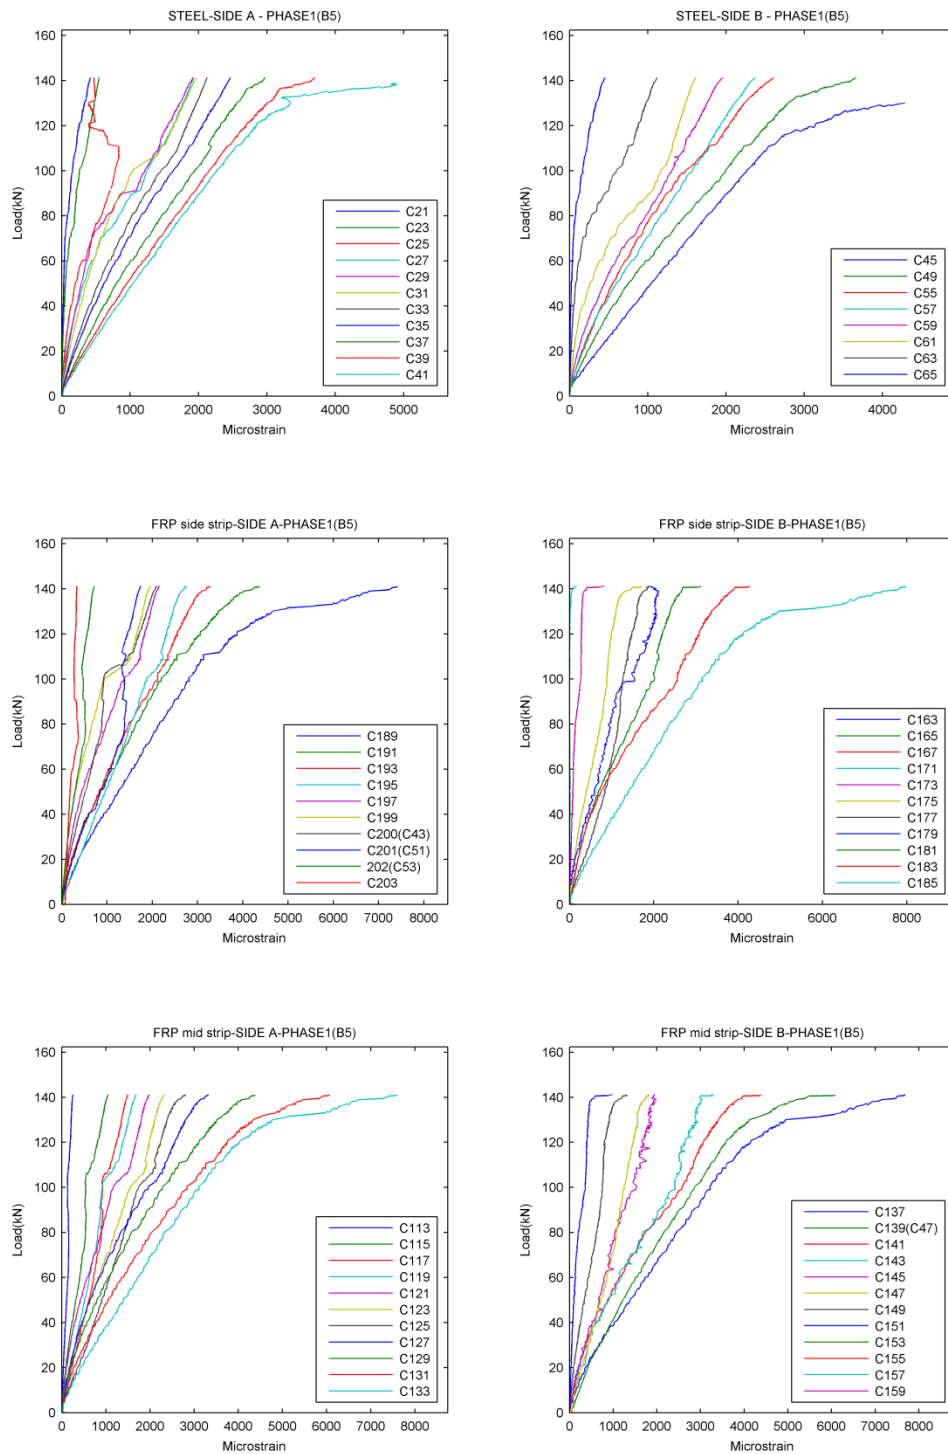 STEEL-SIDE A - PHASE1(B5)
160
140
120
100
80
60
40
20
0
Load(kN)
C21
C23
C25
C27
C29
C31
C33
C35
C37
C39
C41
0 1000 2000 3000 4000 5000
Microstrain
STEEL-SIDE B - PHASE1(B5)
160
140
120
100
80
60
40
20
0
Load(kN)
C45
C49
C55
C57
C59
C61
C63
C65
0 1000 2000 3000 4000
Microstrain
FRP side strip-SIDE A-PHASE1(B5)
160
140
120
100
80
60
40
20
0
Load(kN)
C189
C191
C193
C195
C197
C199
C200(C43)
C201(C51)
202(C53)
C203
0 1000 2000 3000 4000 5000 6000 7000 8000
Microstrain
FRP side strip-SIDE B-PHASE1(B5)
160
140
120
100
80
60
40
20
0
Load(kN)
C163
C165
C167
C171
C173
C175
C177
C179
C181
C183
C185
0 2000 4000 6000 8000
Microstrain
FRP mid strip-SIDE A-PHASE1(B5)
160
140
120
100
80
60
40
20
0
Load(kN)
C113
C115
C117
C119
C121
C123
C125
C127
C129
C131
C133
0 1000 2000 3000 4000 5000 6000 7000 8000
Microstrain
FRP mid strip-SIDE B-PHASE1(B5)
160
140
120
100
80
60
40
20
0
Load(kN)
C137
C139(C47)
C141
C143
C145
C147
C149
C151
C153
C155
C157
C159
0 1000 2000 3000 4000 5000 6000 7000 8000
Microstrain